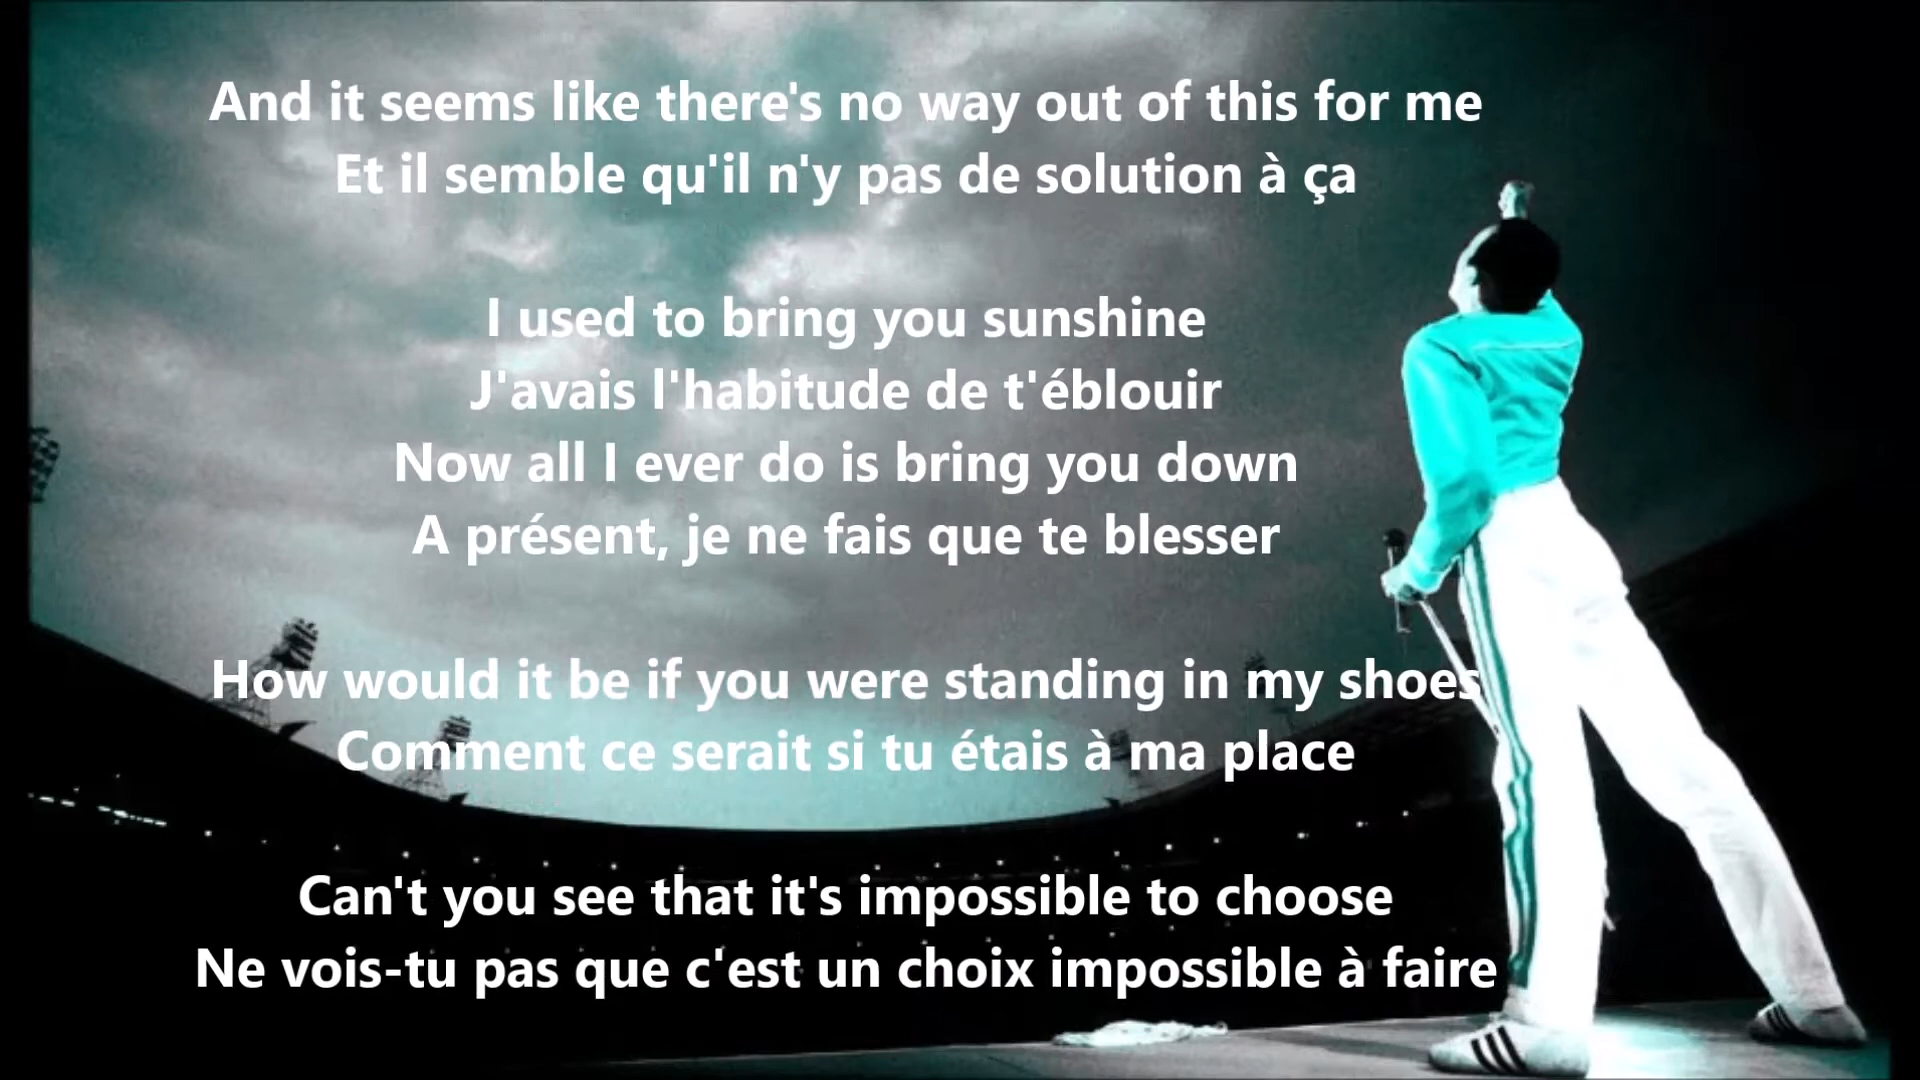 And it seems like there's no way out of this for me
Et il semble qu'il n'y pas de solution à ça
I used to bring you sunshine
J'avais l'habitude de t'éblouir
Now all I ever do is bring you down
A présent, je ne fais que te blesser
How would it be if you were standing in my shoes
Comment ce serait si tu étais à ma place
Can't you see that it's impossible to choose
Ne vois-tu pas que c'est un choix impossible à faire